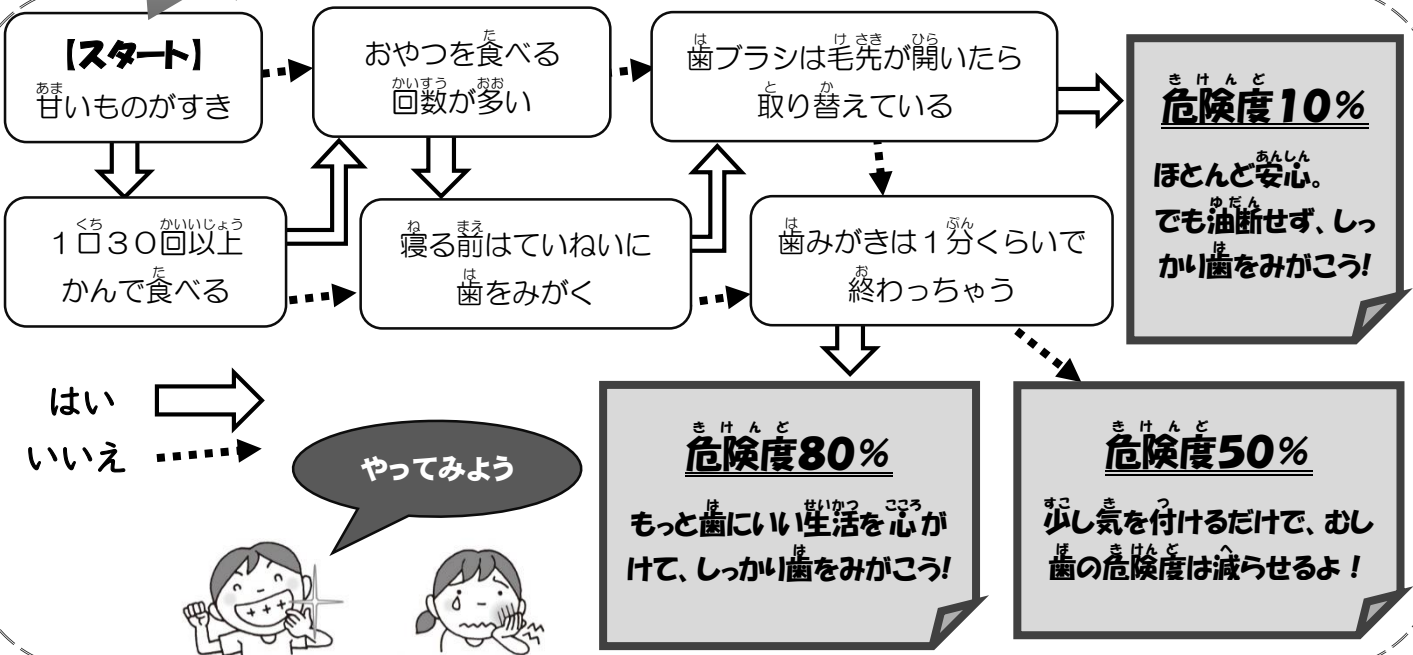 【スタート】
甘いものがすき
おやつを食べる
回数が多い
歯ブラシは毛先が開いたら
取り替えている
危険度10%
ほとんど安心。
でも油断せず、しっ
かり歯をみがこう!
1口30回以上
かんで食べる
寝る前はていねいに
歯をみがく
歯みがきは1分くらいで
終わっちゃう
はい
いいえ
やってみよう
危険度80%
もっと歯にいい生活を心が
けて、しっかり歯をみがこう!
危険度50%
少し気を付けるだけで、むし
歯の危険度は減らせるよ!